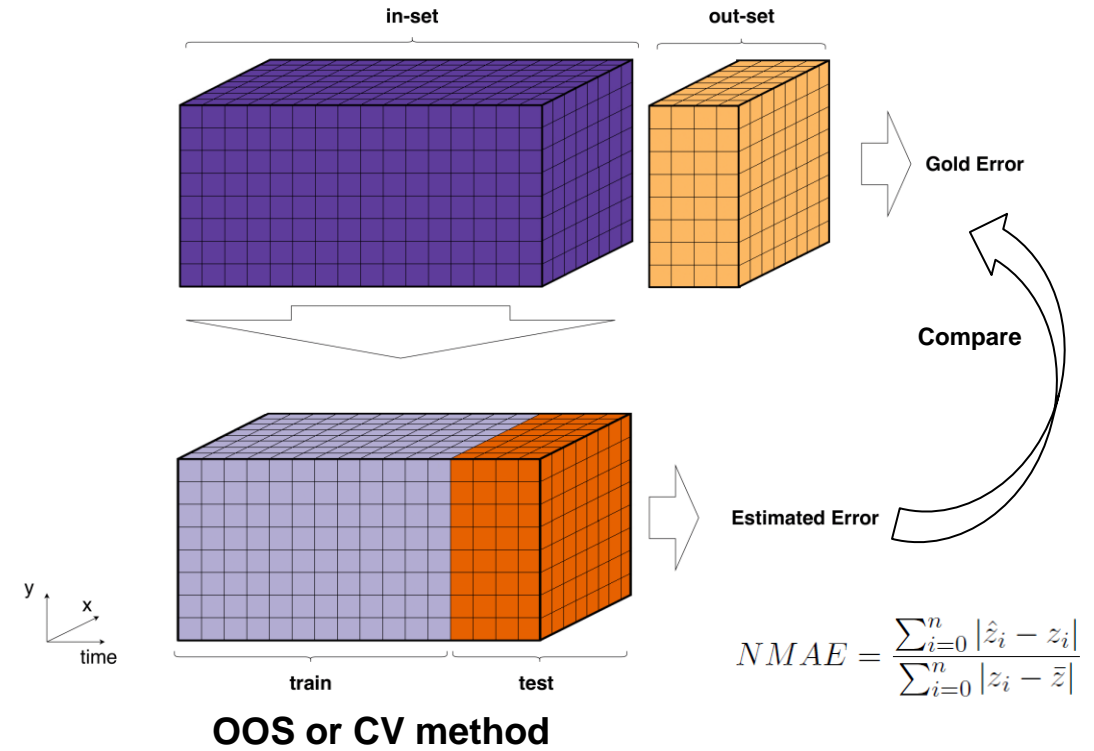 in-set
out-set
Gold Error
Compare
Estimated Error
y
x
time
train
test
NMAE = \frac{\sum_{i=0}^{n} |\hat{z}_i - z_i|}{\sum_{i=0}^{n} |z_i - \bar{z}|}
OOS or CV method